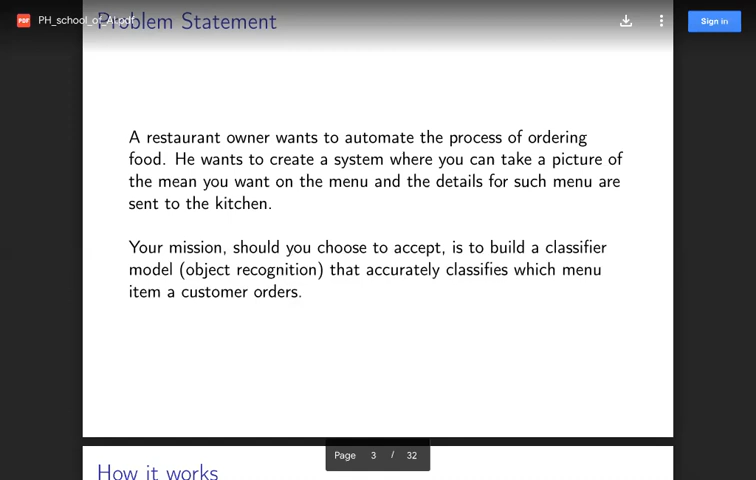 PDF PH_school_of_AI.pdf
Sign in
Problem Statement
A restaurant owner wants to automate the process of ordering
food. He wants to create a system where you can take a picture of
the mean you want on the menu and the details for such menu are
sent to the kitchen.
Your mission, should you choose to accept, is to build a classifier
model (object recognition) that accurately classifies which menu
item a customer orders.
Page 3 / 32
How it works